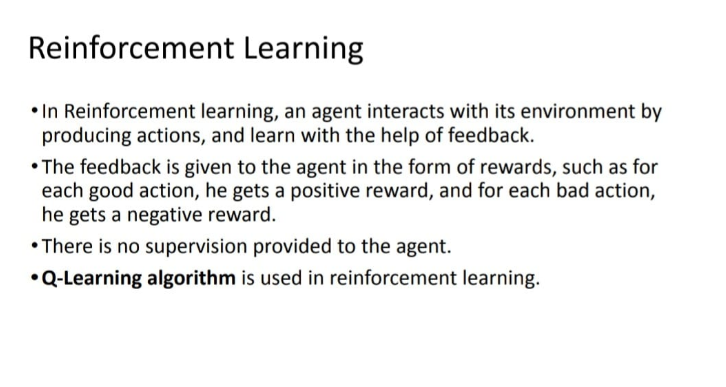 Reinforcement Learning
•In Reinforcement learning, an agent interacts with its environment by
producing actions, and learn with the help of feedback.
•The feedback is given to the agent in the form of rewards, such as for
each good action, he gets a positive reward, and for each bad action,
he gets a negative reward.
•There is no supervision provided to the agent.
•Q-Learning algorithm is used in reinforcement learning.